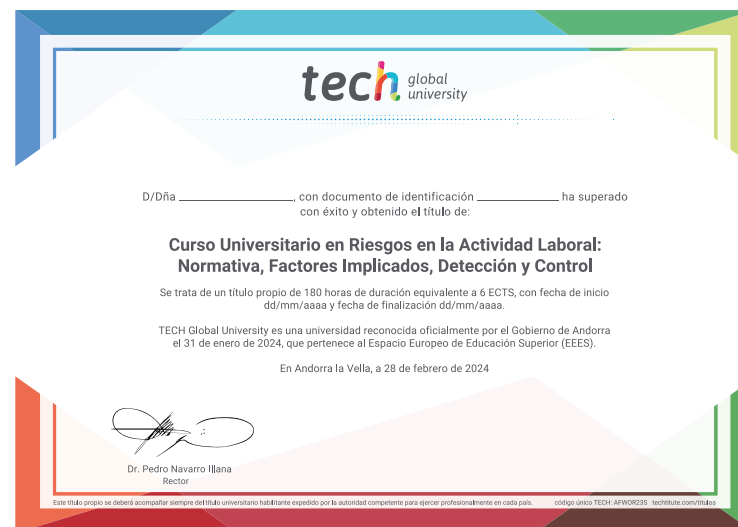 tech global university
D/Dña ______________, con documento de identificación __________ ha superado
con éxito y obtenido el título de:
Curso Universitario en Riesgos en la Actividad Laboral:
Normativa, Factores Implicados, Detección y Control
Se trata de un título propio de 180 horas de duración equivalente a 6 ECTS, con fecha de inicio
dd/mm/aaaa y fecha de finalización dd/mm/aaaa.
TECH Global University es una universidad reconocida oficialmente por el Gobierno de Andorra
el 31 de enero de 2024, que pertenece al Espacio Europeo de Educación Superior (EEES).
En Andorra la Vella, a 28 de febrero de 2024
Dr. Pedro Navarro Illana
Rector
Este título propio se deberá acompañar siempre del título universitario habilitante expedido por la autoridad competente para ejercer profesionalmente en cada país. código único TECH: AFWOR23S techtitute.com/titulos